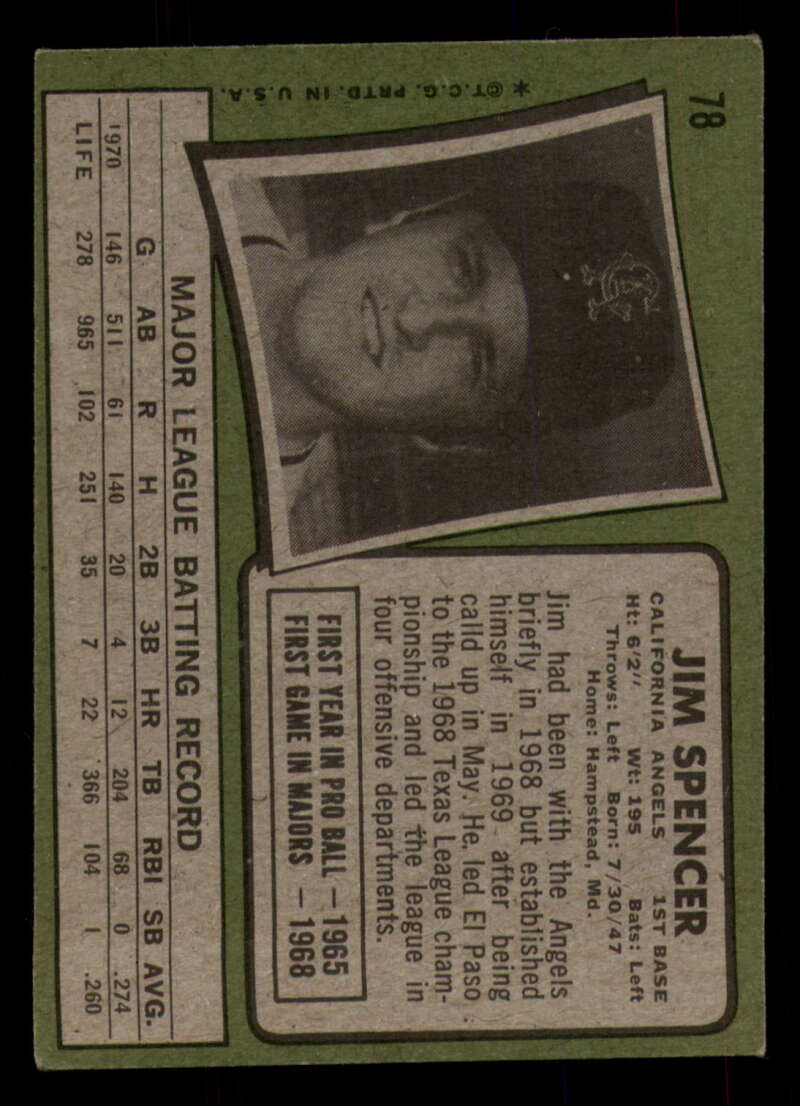 78
✶©T.C.G. PRTD. IN U.S.A.
JIM SPENCER
CALIFORNIA ANGELS 1ST BASE
Ht: 6'2" Wt: 195 Bats: Left
Throws: Left Born: 7/30/47
Home: Hampstead, Md.
Jim had been with the Angels
briefly in 1968 but established
himself in 1969 after being
calld up in May. He led El Paso
to the 1968 Texas League cham-
pionship and led the league in
four offensive departments.
FIRST YEAR IN PRO BALL — 1965
FIRST GAME IN MAJORS — 1968
MAJOR LEAGUE BATTING RECORD
G AB R H 2B 3B HR TB RBI SB AVG.
1970 146 511 61 140 20 4 12 204 68 0 .274
LIFE 278 965 102 251 35 7 22 366 104 1 .260